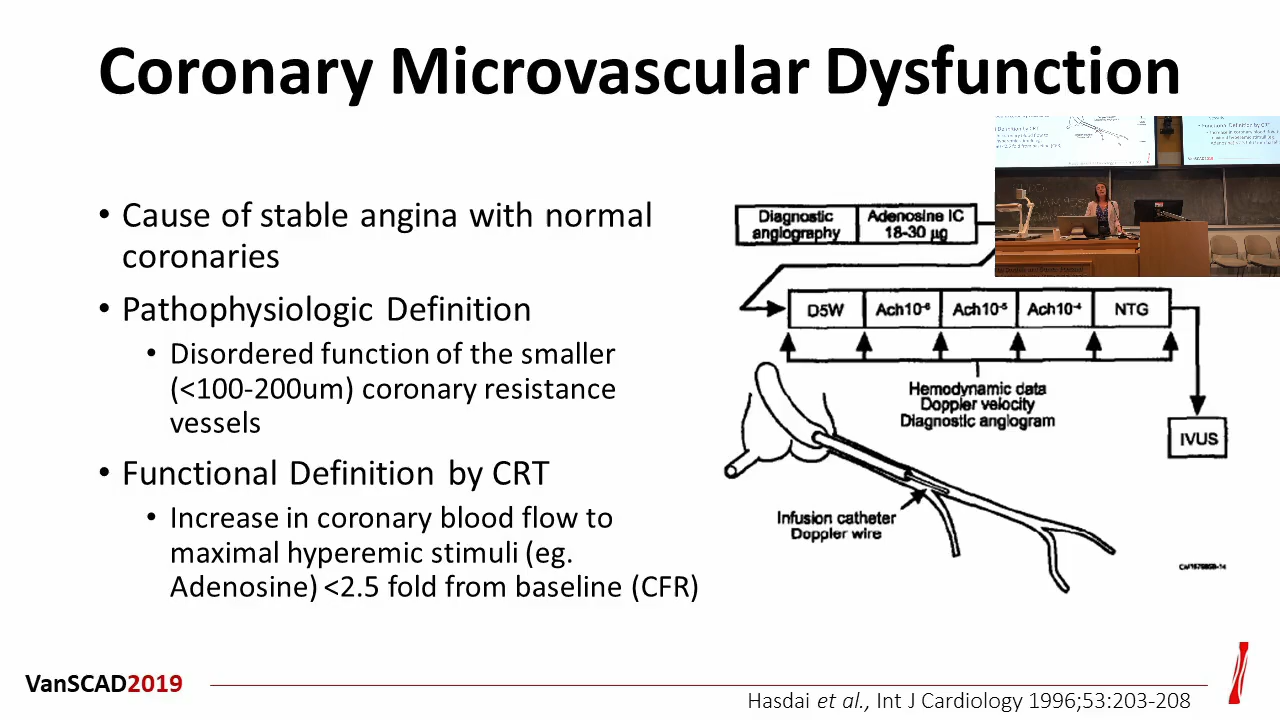 Coronary Microvascular Dysfunction
• Cause of stable angina with normal
coronaries
• Pathophysiologic Definition
• Disordered function of the smaller
(<100-200um) coronary resistance
vessels
• Functional Definition by CRT
• Increase in coronary blood flow to
maximal hyperemic stimuli (eg.
Adenosine) <2.5 fold from baseline (CFR)
Diagnostic
angiography
Adenosine IC
18-30 µg
D5W
Ach10-6
Ach10-5
Ach10-4
NTG
Hemodynamic data
Doppler velocity
Diagnostic angiogram
IVUS
Infusion catheter
Doppler wire
Functional Definition by CRT
VanSCAD2019
Hasdai et al., Int J Cardiology 1996;53:203-208